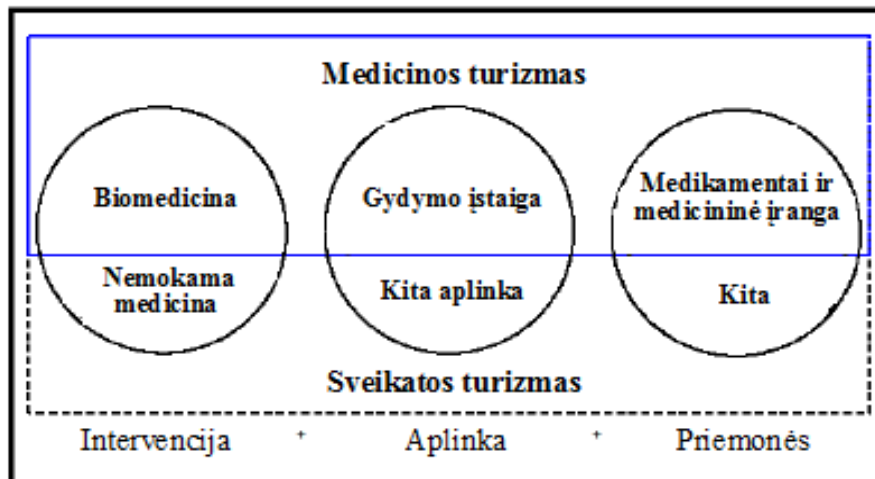 Medicinos turizmas
Biomedicina
Gydymo įstaiga
Medikamentai ir
medicininė įranga
Nemokama
medicina
Kita aplinka
Kita
Sveikatos turizmas
Intervencija + Aplinka + Priemonės